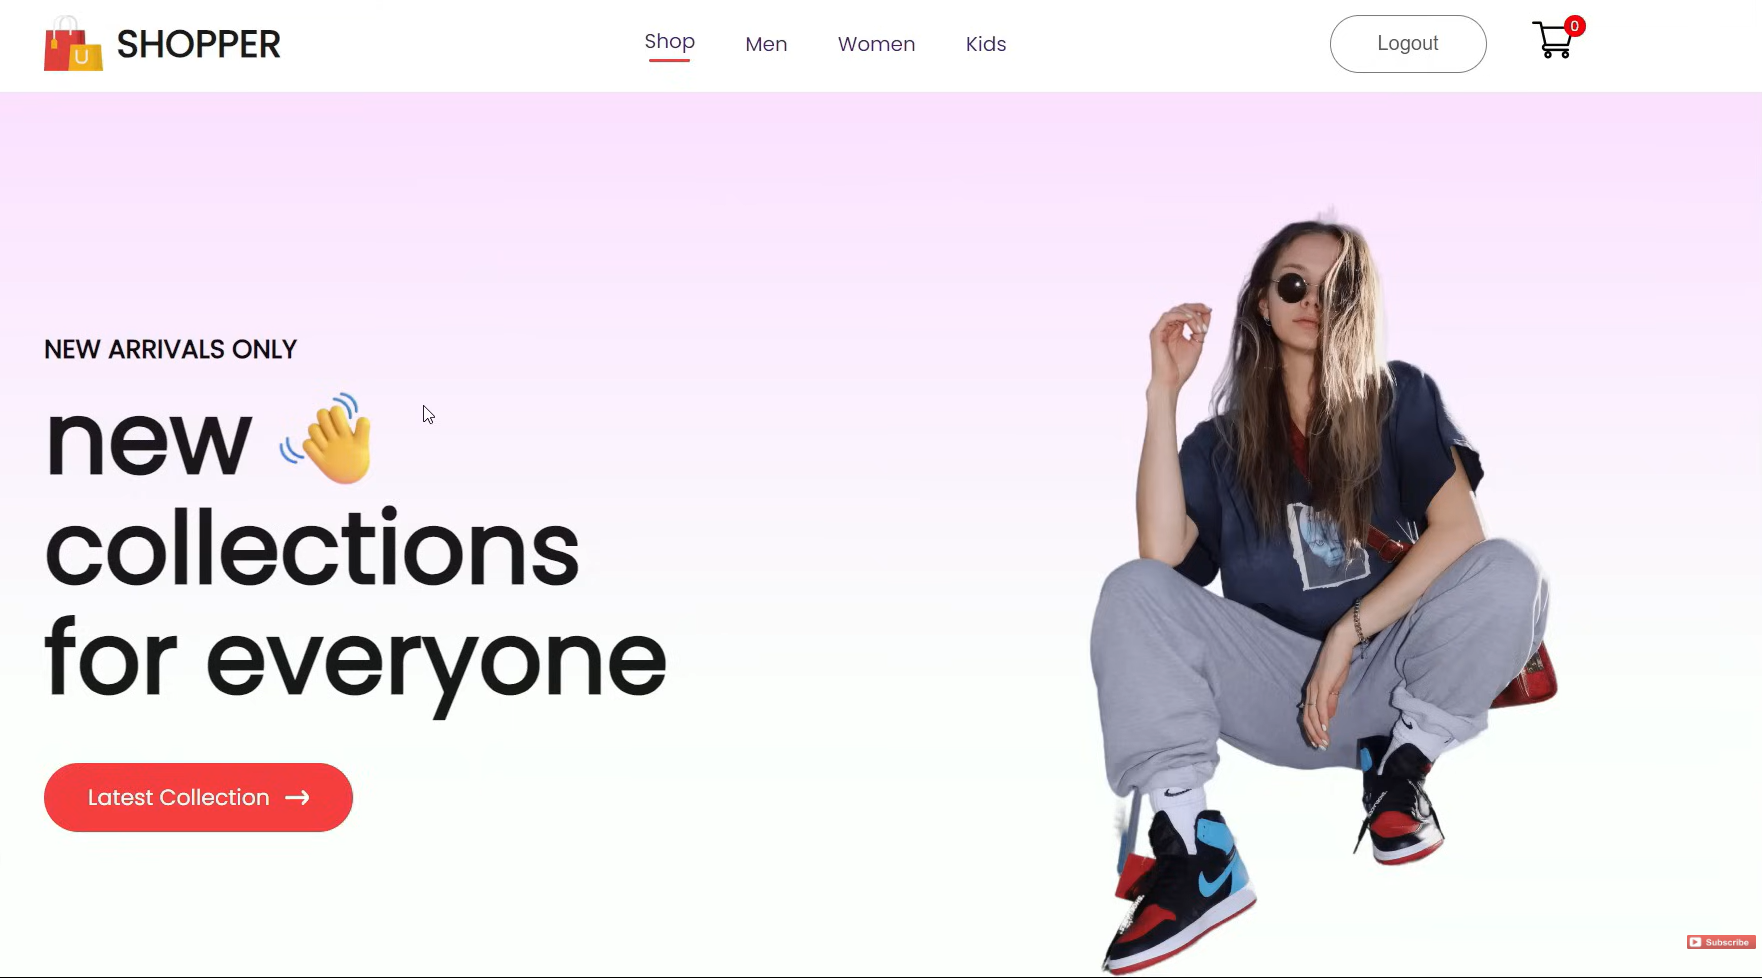 SHOPPER
Shop Men Women Kids
Logout
0
NEW ARRIVALS ONLY
new
collections
for everyone
Latest Collection
Subscribe